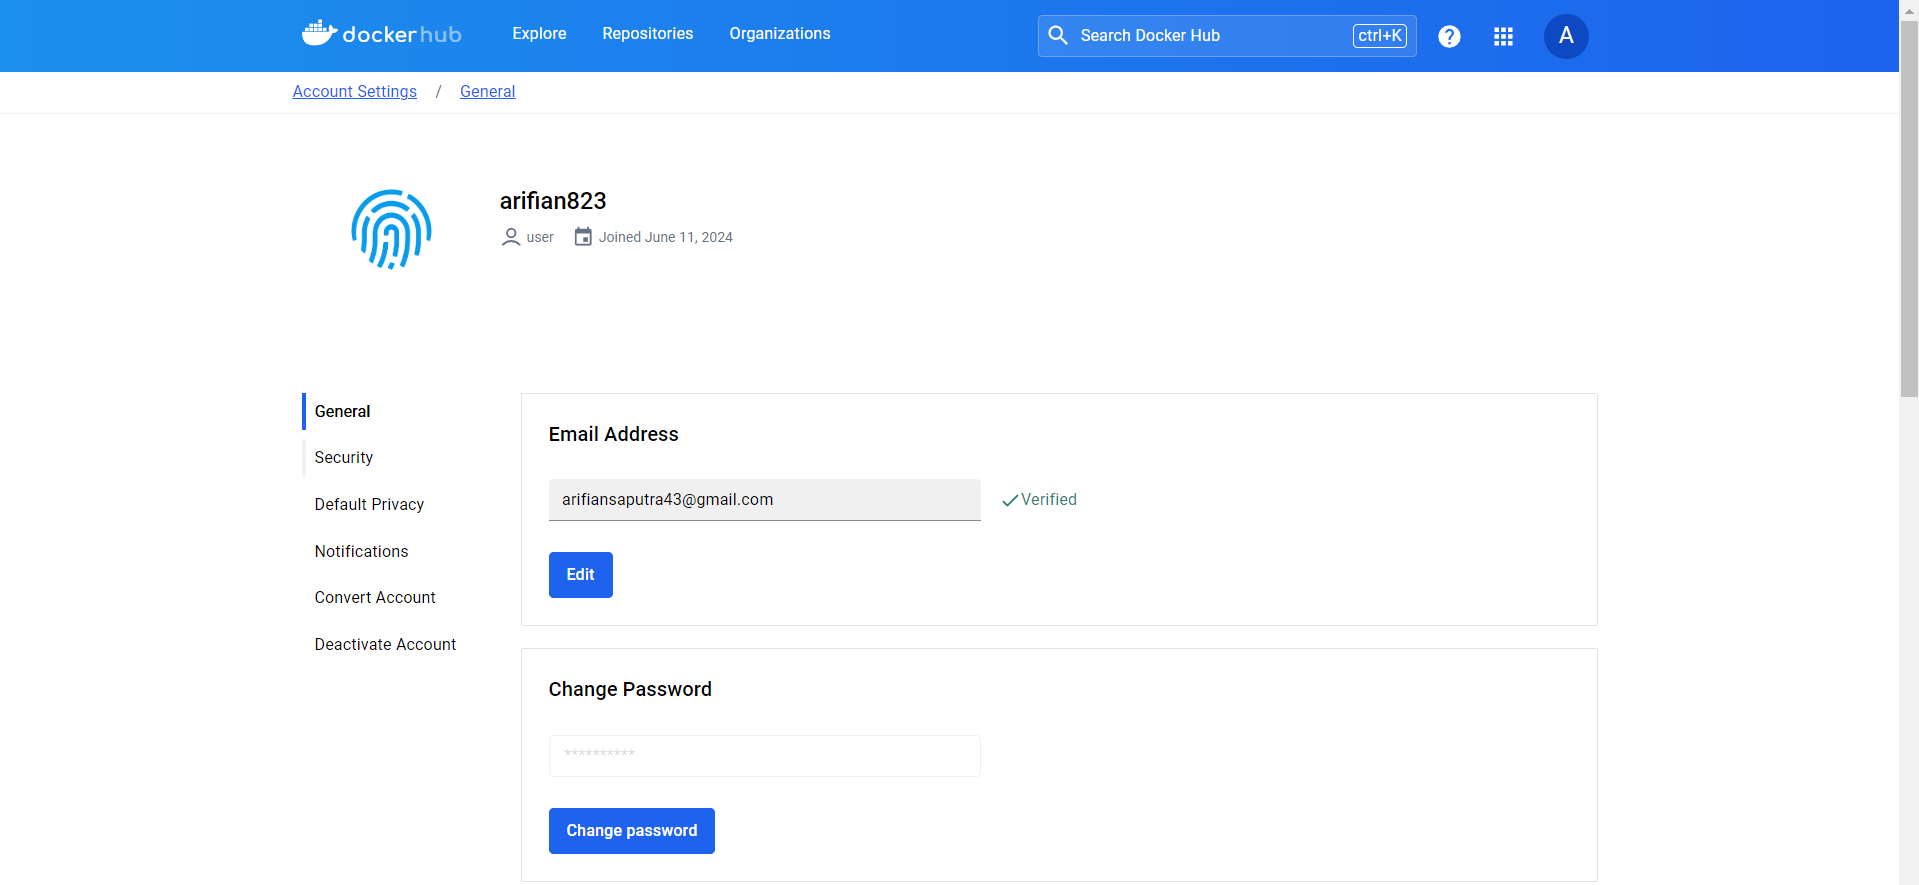 dockerhub Explore Repositories Organizations Search Docker Hub ctrl+K ? A
Account Settings / General
arifian823
user Joined June 11, 2024
General
Security
Default Privacy
Notifications
Convert Account
Deactivate Account
Email Address
arifiansaputra43@gmail.com Verified
Edit
Change Password
**********
Change password